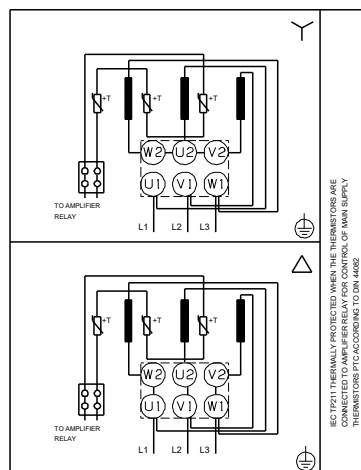 +T
+T
+T
W2 U2 V2
U1 V1 W1
TO AMPLIFIER
RELAY
L1 L2 L3
+T
+T
+T
W2 U2 V2
U1 V1 W1
TO AMPLIFIER
RELAY
L1 L2 L3
IEC TP211 THERMALLY PROTECTED WHEN THE THERMISTORS ARE
CONNECTED TO AMPLIFIER RELAY FOR CONTROL OF MAIN SUPPLY
THERMISTORS PTC ACCORDING TO DIN 44082